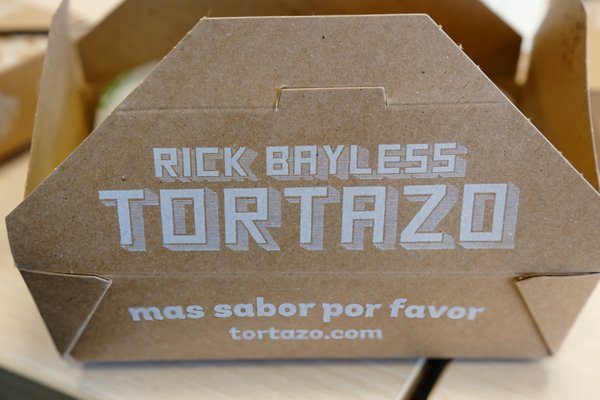 RICK BAYLESS
TORTAZO
mas sabor por favor
tortazo.com